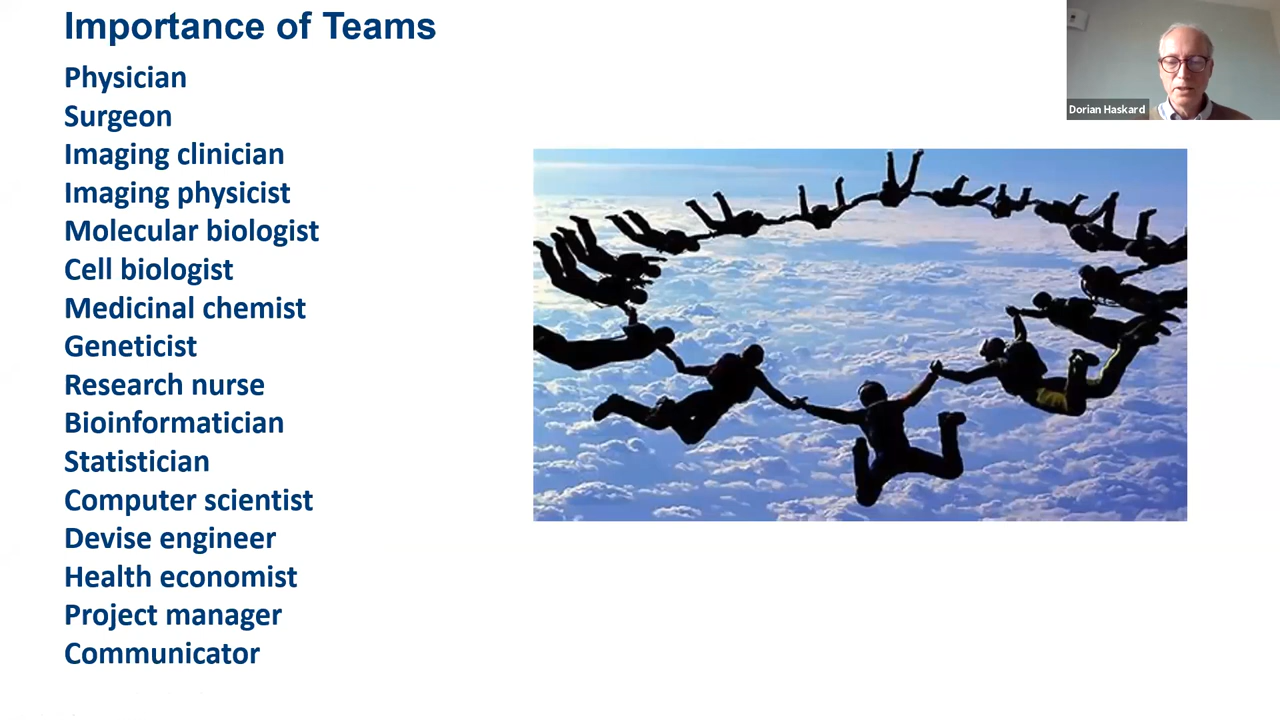 Importance of Teams
Physician
Surgeon
Imaging clinician
Imaging physicist
Molecular biologist
Cell biologist
Medicinal chemist
Geneticist
Research nurse
Bioinformatician
Statistician
Computer scientist
Devise engineer
Health economist
Project manager
Communicator
Dorian Haskard